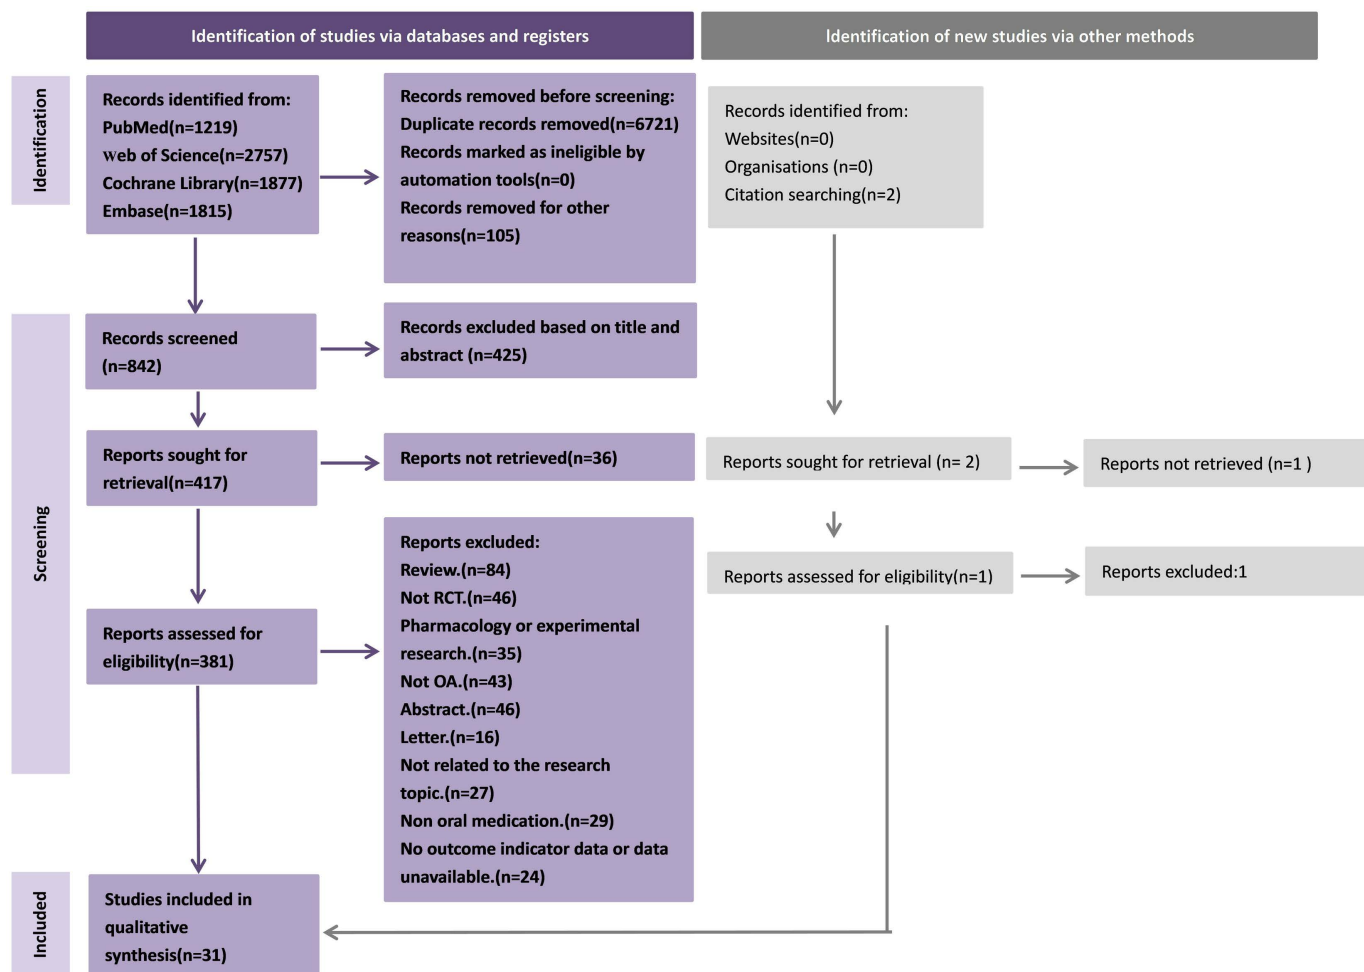 Identification of studies via databases and registers
Identification of new studies via other methods
Identification
Records identified from:
PubMed(n=1219)
Web of Science(n=2757)
Cochrane Library(n=1877)
Embase(n=1815)
Records removed before screening:
Duplicate records removed(n=6721)
Records marked as ineligible by
automation tools(n=0)
Records removed for other
reasons(n=105)
Records identified from:
Websites(n=0)
Organisations (n=0)
Citation searching(n=2)
Screening
Records screened
(n=842)
Records excluded based on title and
abstract (n=425)
Reports sought for
retrieval(n=417)
Reports not retrieved(n=36)
Reports sought for retrieval (n= 2)
Reports not retrieved (n=1 )
Reports assessed for
eligibility(n=381)
Reports excluded:
Review.(n=84)
Not RCT.(n=46)
Pharmacology or experimental
research.(n=35)
Not OA.(n=43)
Abstract.(n=46)
Letter.(n=16)
Not related to the research
topic.(n=27)
Non oral medication.(n=29)
No outcome indicator data or data
unavailable.(n=24)
Reports assessed for eligibility(n=1)
Reports excluded:1
Included
Studies included in
qualitative
synthesis(n=31)